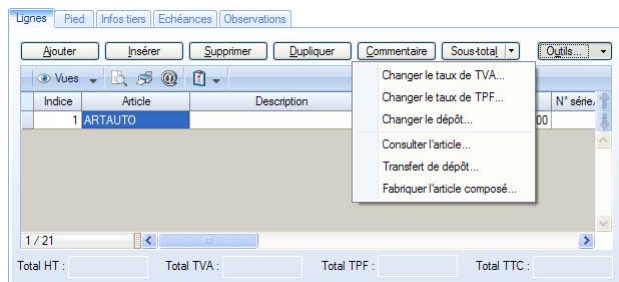 Lignes Pied Infos tiers Echéances Observations
Ajouter Insérer Supprimer Dupliquer Commentaire Sous-total Outils...
Vues
Changer le taux de TVA...
Changer le taux de TPF...
Changer le dépôt...
Consulter l'article...
Transfert de dépôt...
Fabriquer l'article composé...
Indice Article Description N° série
1 ARTAUTO 00
1 / 21
Total HT : Total TVA : Total TPF : Total TTC :